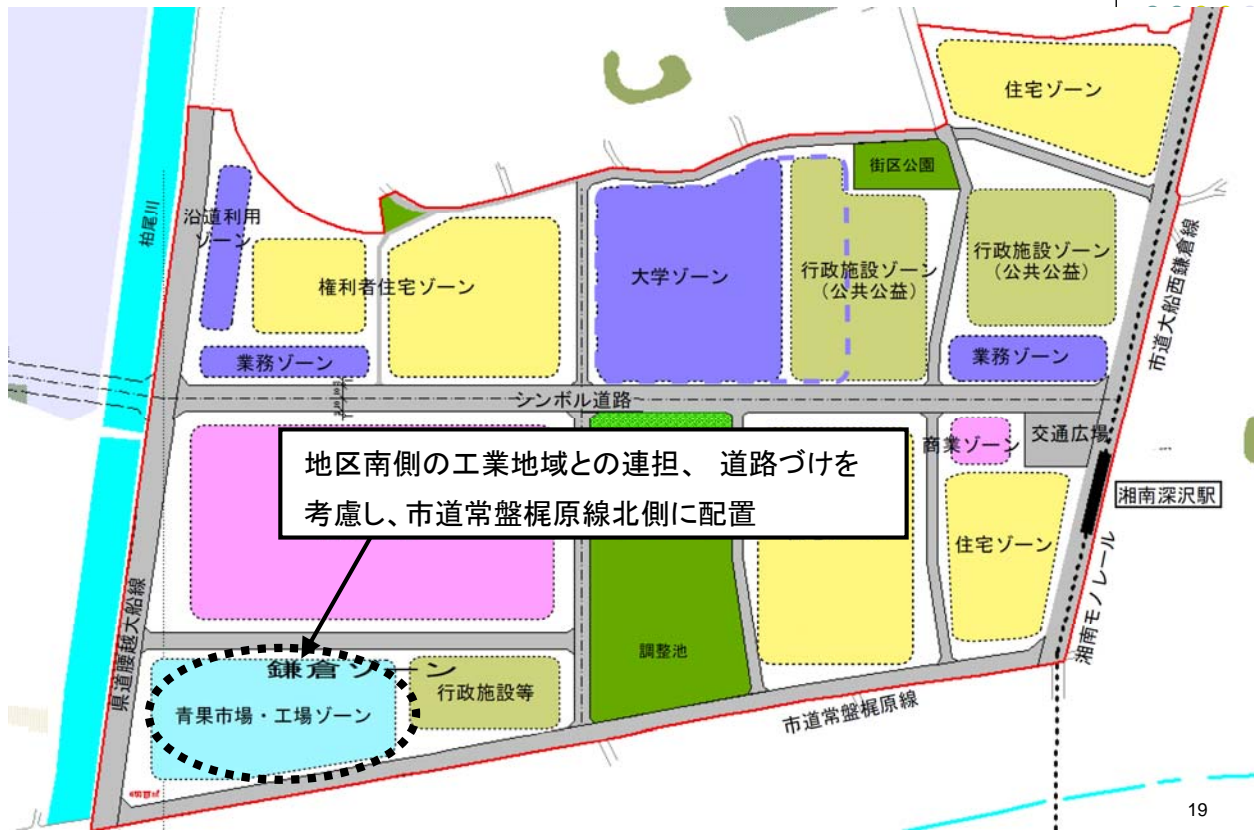 住宅ゾーン
街区公園
柏尾川
沿道利用
ゾーン
権利者住宅ゾーン
大学ゾーン
行政施設ゾーン
(公共公益)
行政施設ゾーン
(公共公益)
市道大船西鎌倉線
業務ゾーン
業務ゾーン
シンボル道路
地区南側の工業地域との連担、 道路づけを
考慮し、市道常盤梶原線北側に配置
商業ゾーン
交通広場
湘南深沢駅
住宅ゾーン
湘南モノレール
県道腰越大船線
調整池
鎌倉ゾーン
行政施設等
青果市場・工場ゾーン
市道常盤梶原線
19